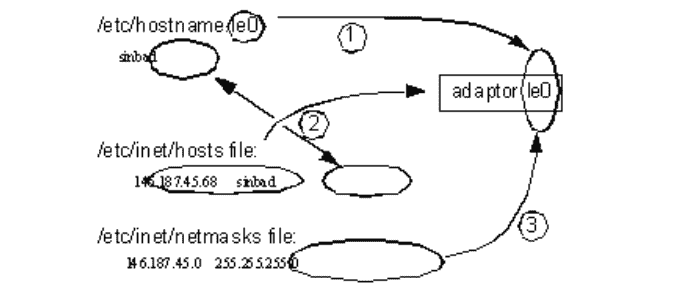 /etc/hostname.le0
1
sinbad
adaptor le0
2
/etc/inet/hosts file:
146.187.45.68 sinbad
3
/etc/inet/netmasks file:
146.187.45.0 255.255.255.0